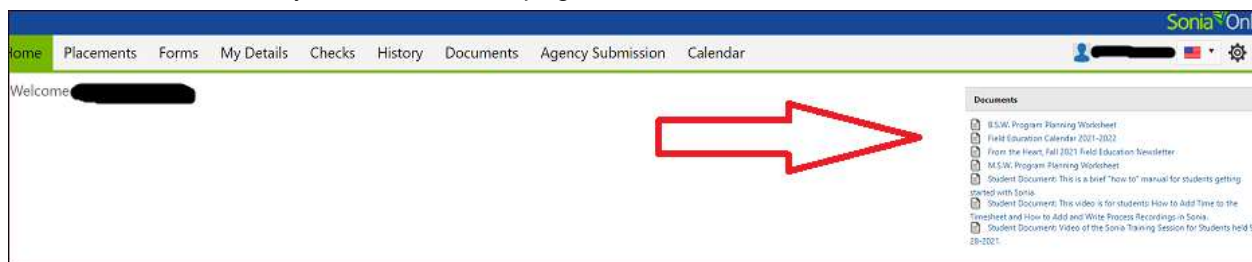 Sonia Onl
Home Placements Forms My Details Checks History Documents Agency Submission Calendar
Welcome
Documents
B.S.W. Program Planning Worksheet
Field Education Calendar 2021-2022
From the Heart, Fall 2021 Field Education Newsletter
M.S.W. Program Planning Worksheet
Student Document: This is a brief "how to" manual for students getting
started with Sonia.
Student Document: This video is for students: How to Add Time to the
Timesheet and How to Add and Write Process Recordings in Sonia.
Student Document: Video of the Sonia Training Session for Students held 9
28-2021.